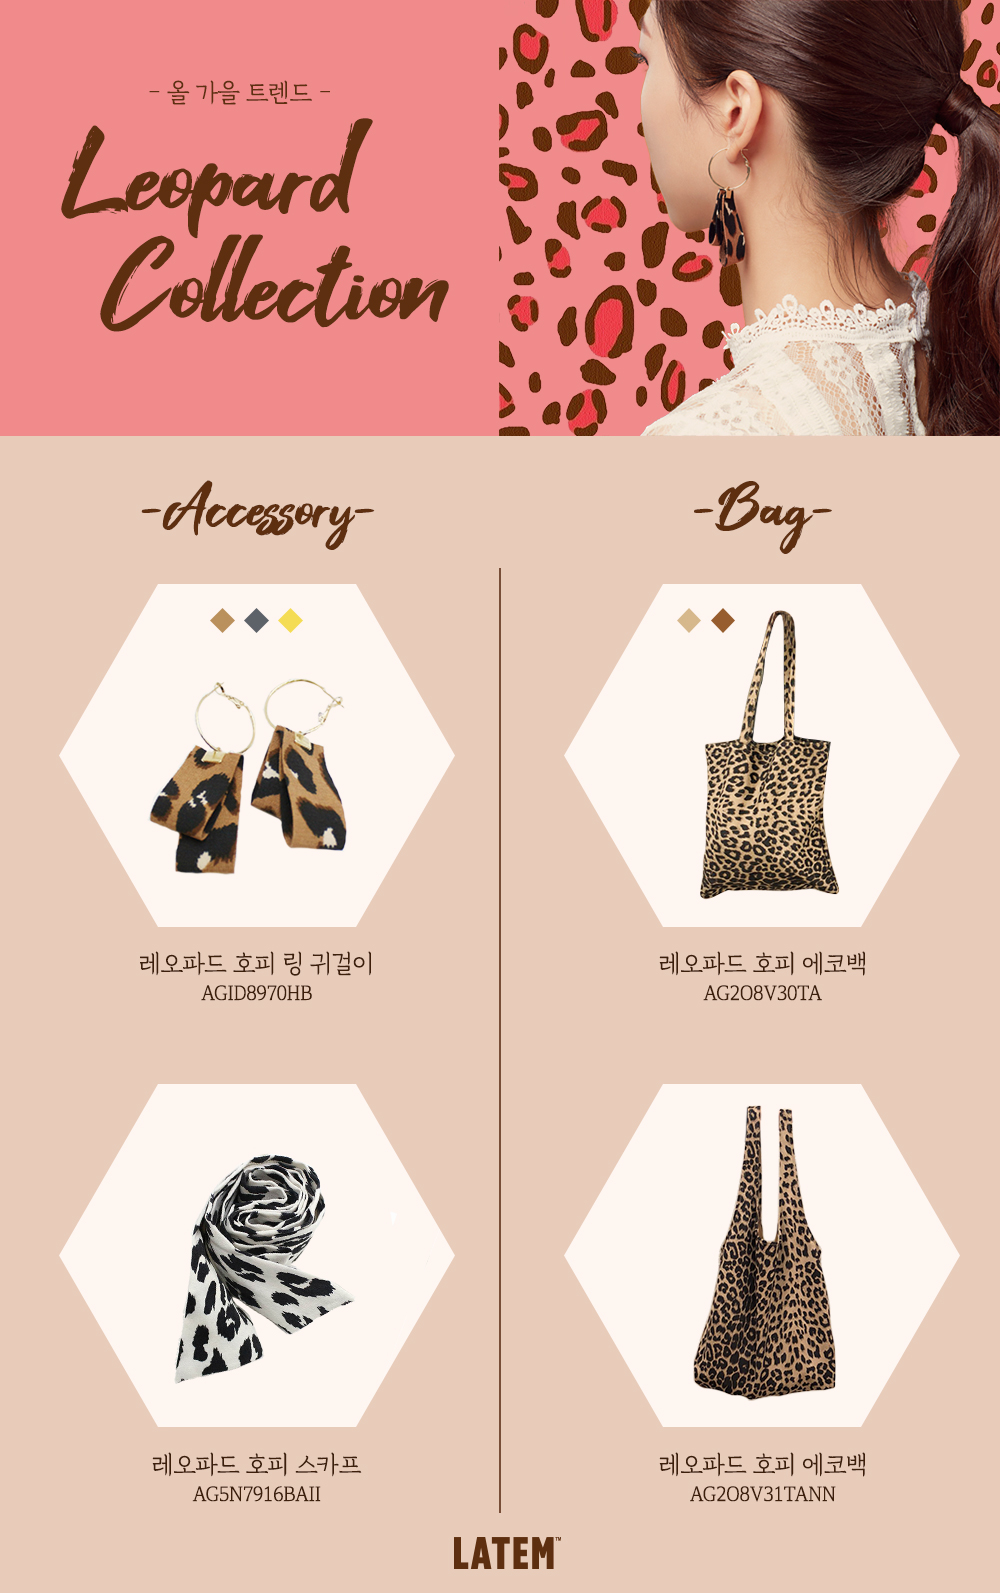 - 올 가을 트렌드 -
Leopard
Collection
-Accessory-
레오파드 호피 링 귀걸이
AGID8970HB
레오파드 호피 스카프
AG5N7916BAII
-Bag-
레오파드 호피 에코백
AG2O8V30TA
레오파드 호피 에코백
AG2O8V31TANN
LATEM™